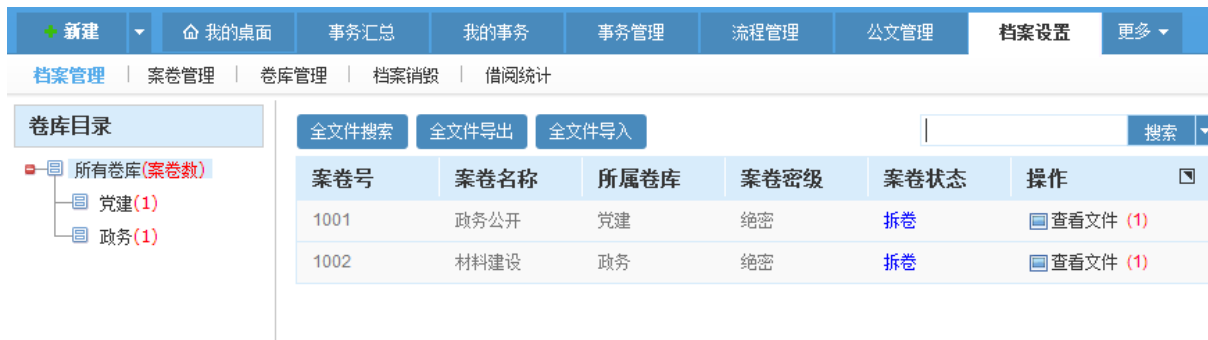 新建 我的桌面 事务汇总 我的事务 事务管理 流程管理 公文管理 档案设置 更多
档案管理 案卷管理 卷库管理 档案销毁 借阅统计
卷库目录
所有卷库(案卷数)
党建(1)
政务(1)
全文件搜索 全文件导出 全文件导入 搜索
案卷号 案卷名称 所属卷库 案卷密级 案卷状态 操作
1001 政务公开 党建 绝密 拆卷 查看文件 (1)
1002 材料建设 政务 绝密 拆卷 查看文件 (1)